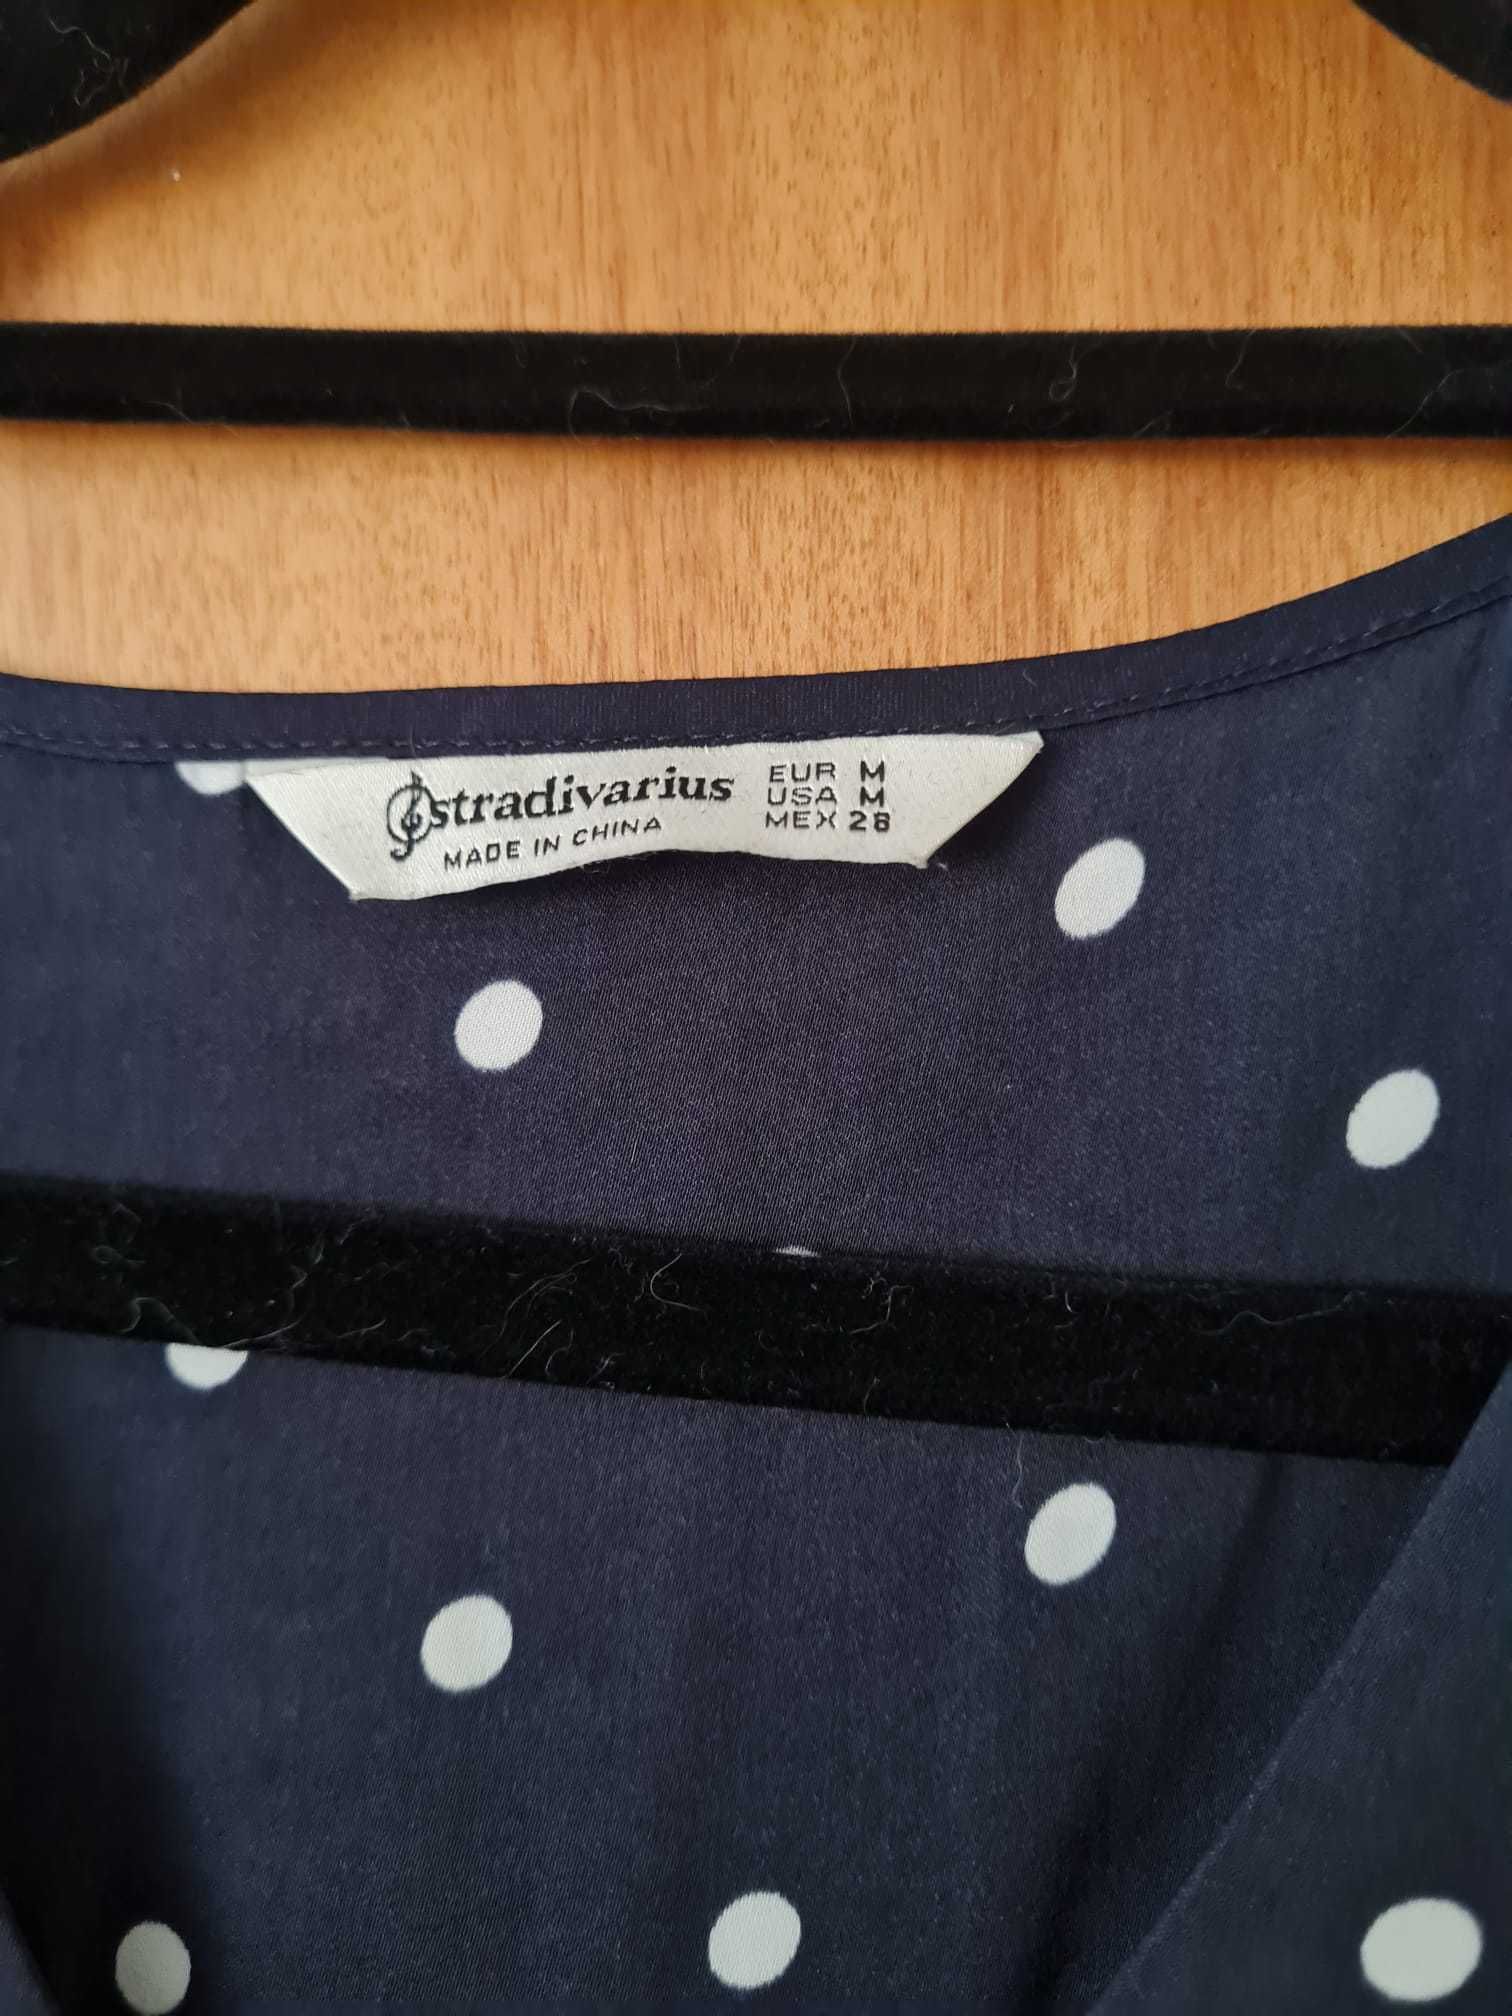 stradivarius
MADE IN CHINA
EUR M
USA M
MEX 28